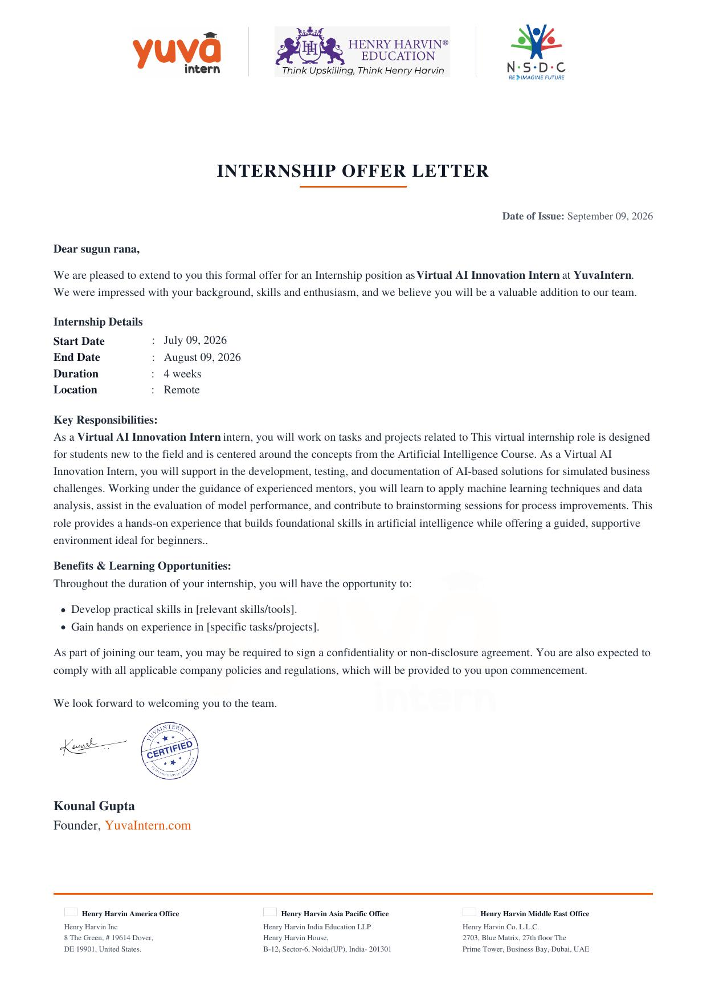 yuva
intern
HENRY HARVIN®
EDUCATION
Think Upskilling, Think Henry Harvin
N·S·D·C
RE IMAGINE FUTURE
INTERNSHIP OFFER LETTER
Date of Issue: September 09, 2026
Dear sugun rana,
We are pleased to extend to you this formal offer for an Internship position as Virtual AI Innovation Intern at YuvaIntern.
We were impressed with your background, skills and enthusiasm, and we believe you will be a valuable addition to our team.
Internship Details
Start Date : July 09, 2026
End Date : August 09, 2026
Duration : 4 weeks
Location : Remote
Key Responsibilities:
As a Virtual AI Innovation Intern intern, you will work on tasks and projects related to This virtual internship role is designed
for students new to the field and is centered around the concepts from the Artificial Intelligence Course. As a Virtual AI
Innovation Intern, you will support in the development, testing, and documentation of AI-based solutions for simulated business
challenges. Working under the guidance of experienced mentors, you will learn to apply machine learning techniques and data
analysis, assist in the evaluation of model performance, and contribute to brainstorming sessions for process improvements. This
role provides a hands-on experience that builds foundational skills in artificial intelligence while offering a guided, supportive
environment ideal for beginners..
Benefits & Learning Opportunities:
Throughout the duration of your internship, you will have the opportunity to:
• Develop practical skills in [relevant skills/tools].
• Gain hands on experience in [specific tasks/projects].
As part of joining our team, you may be required to sign a confidentiality or non-disclosure agreement. You are also expected to
comply with all applicable company policies and regulations, which will be provided to you upon commencement.
We look forward to welcoming you to the team.
Kounal
YUVAINTERN
CERTIFIED
BY HENRY HARVIN EDUCATION
Kounal Gupta
Founder, YuvaIntern.com
Henry Harvin America Office
Henry Harvin Inc
8 The Green, # 19614 Dover,
DE 19901, United States.
Henry Harvin Asia Pacific Office
Henry Harvin India Education LLP
Henry Harvin House,
B-12, Sector-6, Noida(UP), India- 201301
Henry Harvin Middle East Office
Henry Harvin Co. L.L.C.
2703, Blue Matrix, 27th floor The
Prime Tower, Business Bay, Dubai, UAE